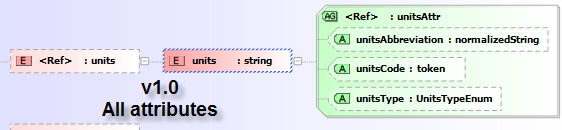 AG <Ref> : unitsAttr
A unitsAbbreviation : normalizedString
E <Ref> : units
E units : string
A unitsCode : token
v1.0
All attributes
A unitsType : UnitsTypeEnum